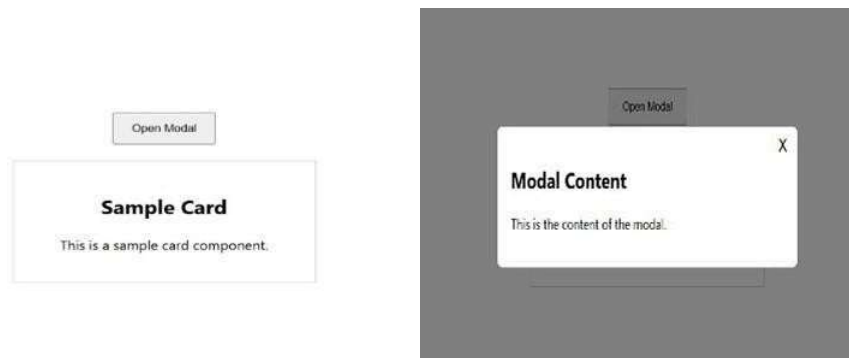 Open Modal
Sample Card
This is a sample card component.
Open Modal
X
Modal Content
This is the content of the modal.